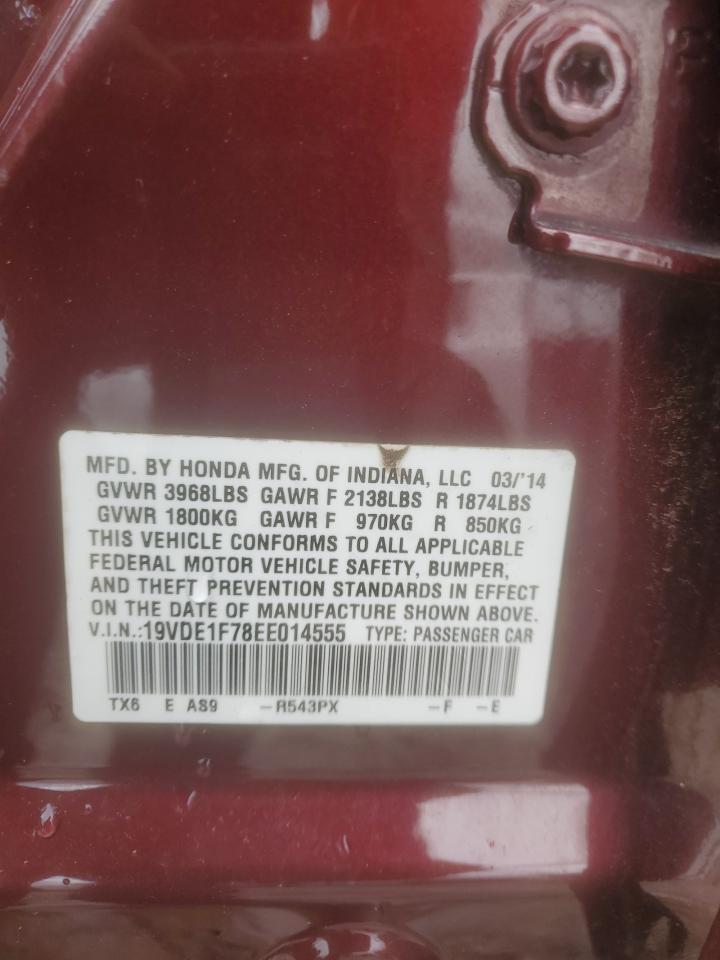 MFD. BY HONDA MFG. OF INDIANA, LLC 03/'14
GVWR 3968LBS GAWR F 2138LBS R 1874LBS
GVWR 1800KG GAWR F 970KG R 850KG
THIS VEHICLE CONFORMS TO ALL APPLICABLE
FEDERAL MOTOR VEHICLE SAFETY, BUMPER,
AND THEFT PREVENTION STANDARDS IN EFFECT
ON THE DATE OF MANUFACTURE SHOWN ABOVE.
V.I.N.:19VDE1F78EE014555 TYPE: PASSENGER CAR
TX6 E AS9 –R543PX –F –E